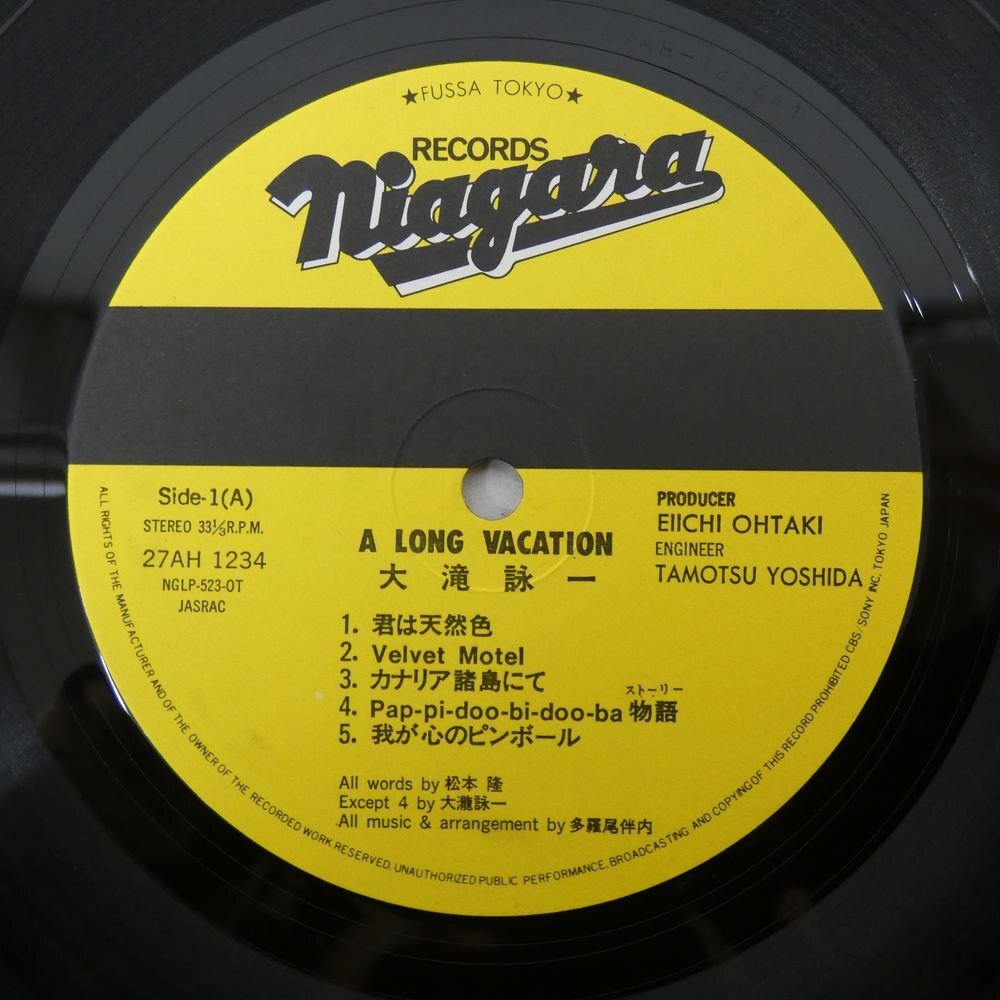 ★FUSSA TOKYO★
RECORDS
Niagara
Side-1(A)
STEREO 33⅓R.P.M.
27AH 1234
NGLP-523-OT
JASRAC
PRODUCER
EIICHI OHTAKI
ENGINEER
TAMOTSU YOSHIDA
A LONG VACATION
大滝詠一
1. 君は天然色
2. Velvet Motel
3. カナリア諸島にて
ストーリー
4. Pap-pi-doo-bi-doo-ba 物語
5. 我が心のピンボール
All words by 松本 隆
Except 4 by 大瀧詠一
All music & arrangement by 多羅尾伴内
ALL RIGHTS OF THE MANUFACTURER AND OF THE OWNER OF THE RECORDED WORK RESERVED. UNAUTHORIZED PUBLIC PERFORMANCE, BROADCASTING AND COPYING OF THIS RECORD PROHIBITED CBS/SONY INC. TOKYO JAPAN